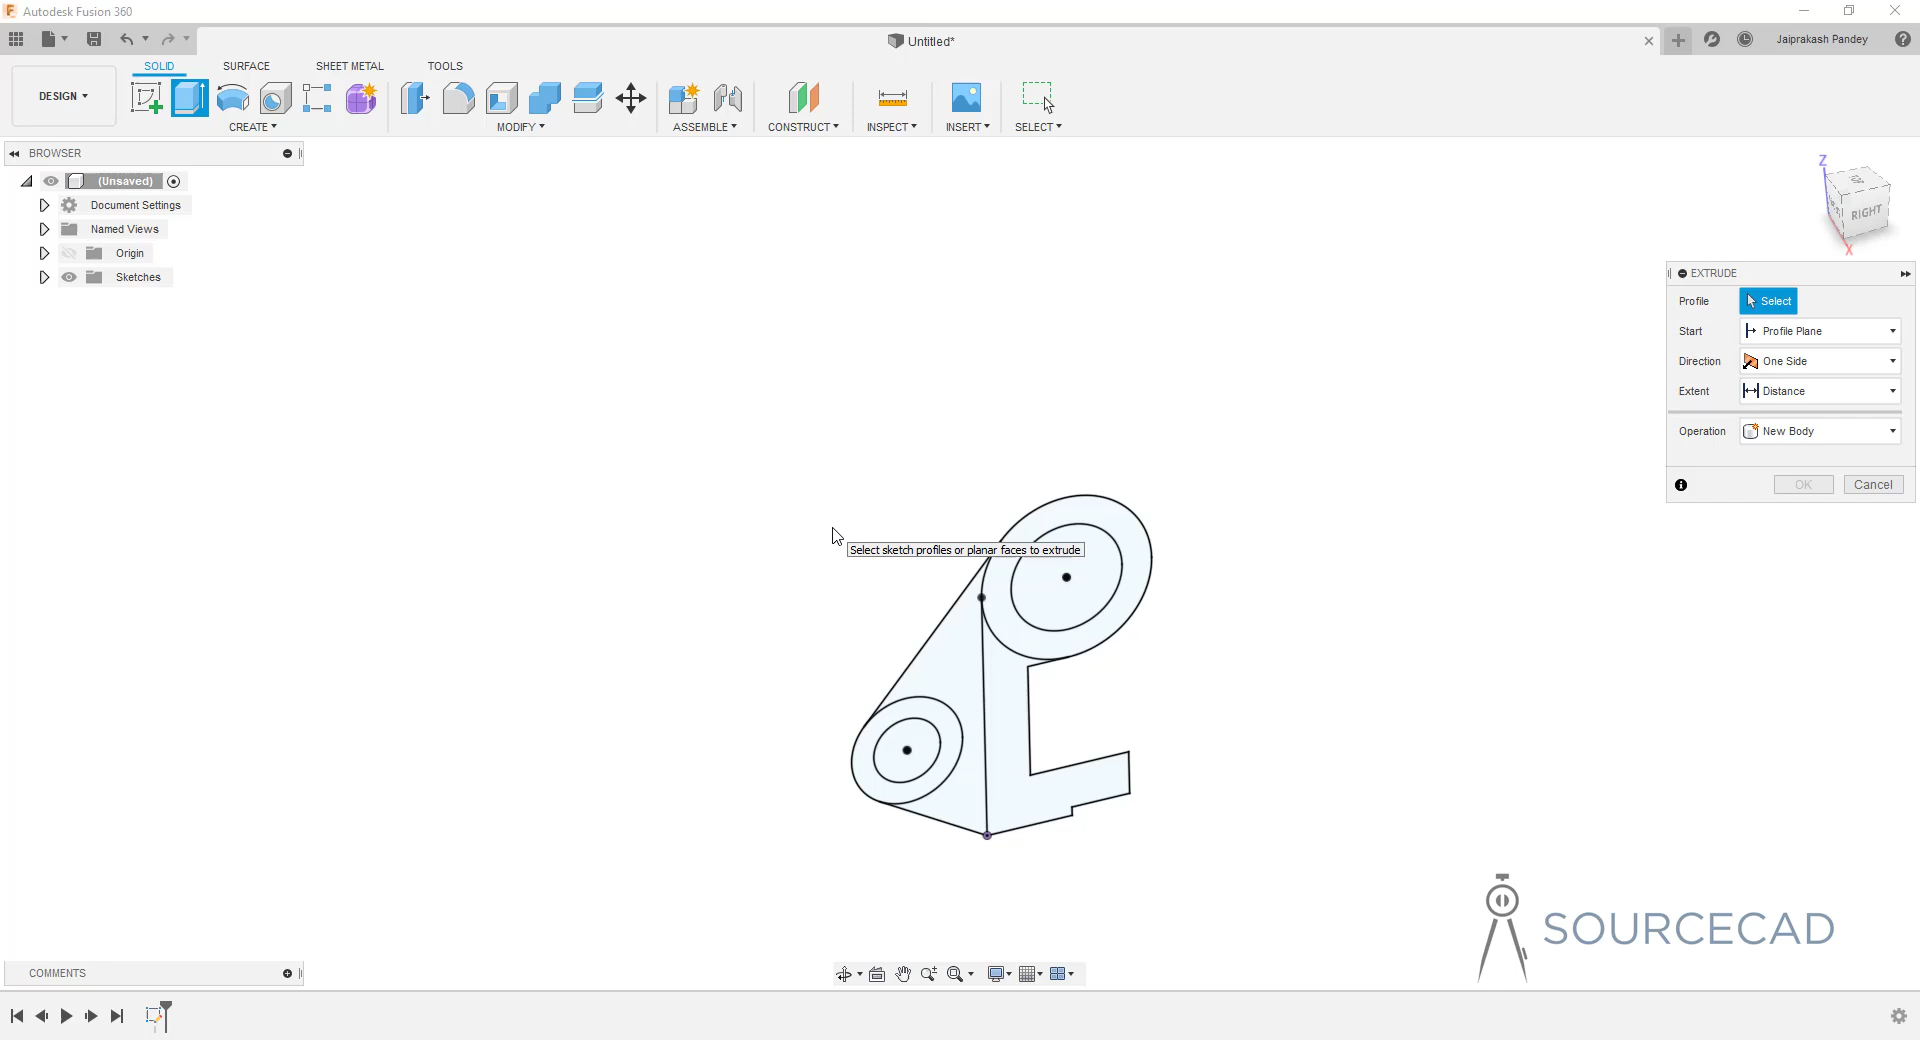 Autodesk Fusion 360
Untitled*
Jaiprakash Pandey
SOLID
SURFACE
SHEET METAL
TOOLS
DESIGN
CREATE
MODIFY
ASSEMBLE
CONSTRUCT
INSPECT
INSERT
SELECT
BROWSER
(Unsaved)
Document Settings
Named Views
Origin
Sketches
Z
RIGHT
X
EXTRUDE
Profile
Select
Start
Profile Plane
Direction
One Side
Extent
Distance
Operation
New Body
OK
Cancel
Select sketch profiles or planar faces to extrude
SOURCECAD
COMMENTS